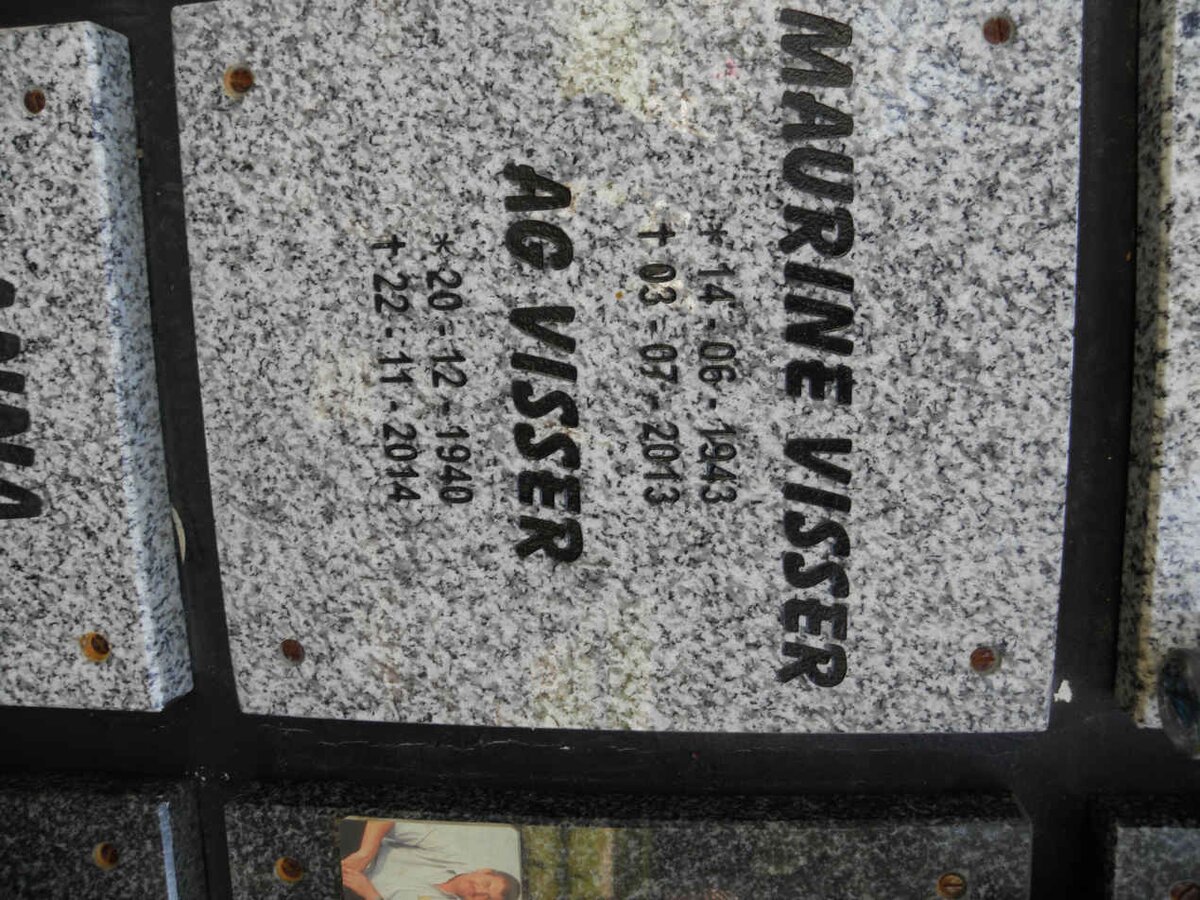 MAURINE VISSER
*14-06-1943
†03-07-2013
AG VISSER
*20-12-1940
†22-11-2014